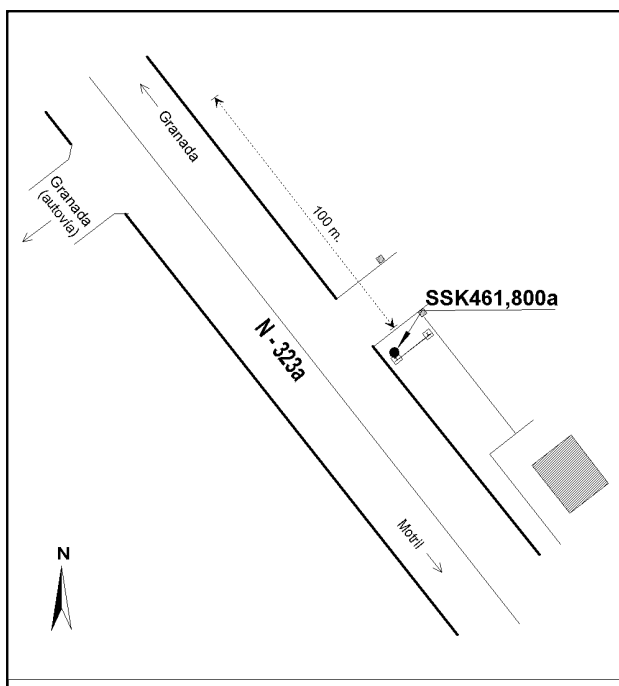 Granada
Granada
(autovía)
100 m.
SSK461,800a
N - 323a
Motril
N